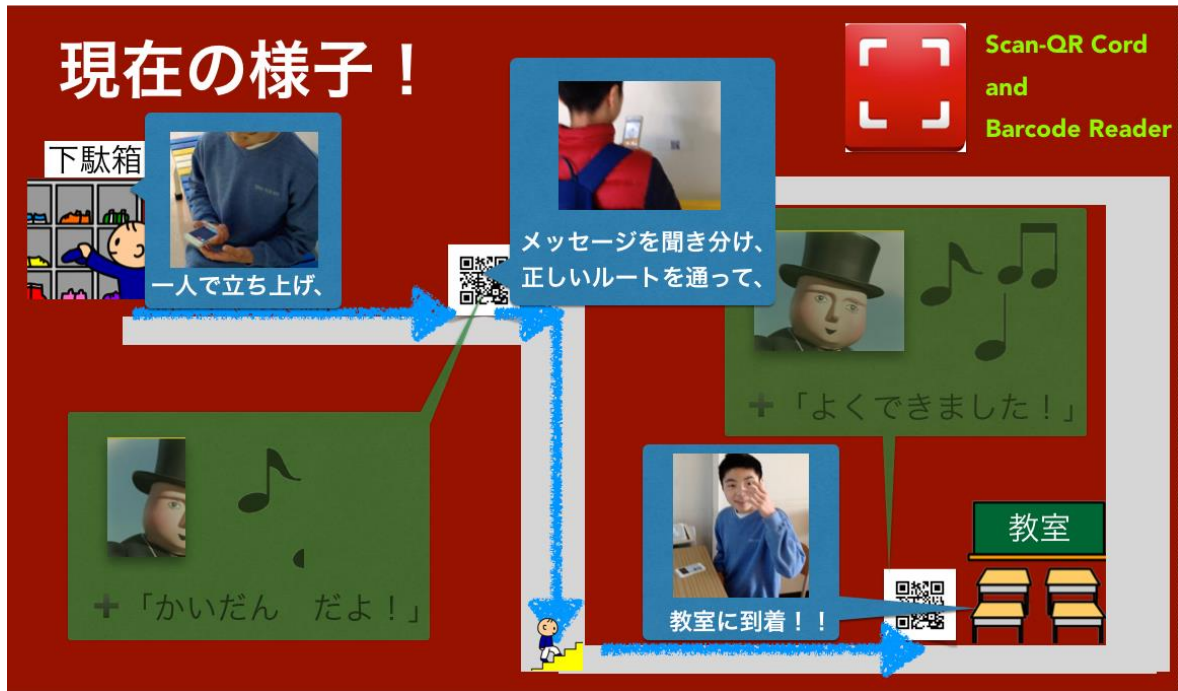 現在の様子！
Scan-QR Cord
and
Barcode Reader
下駄箱
一人で立ち上げ、
メッセージを聞き分け、
正しいルートを通って、
+「よくできました！」
+「かいだん　だよ！」
教室
教室に到着！！